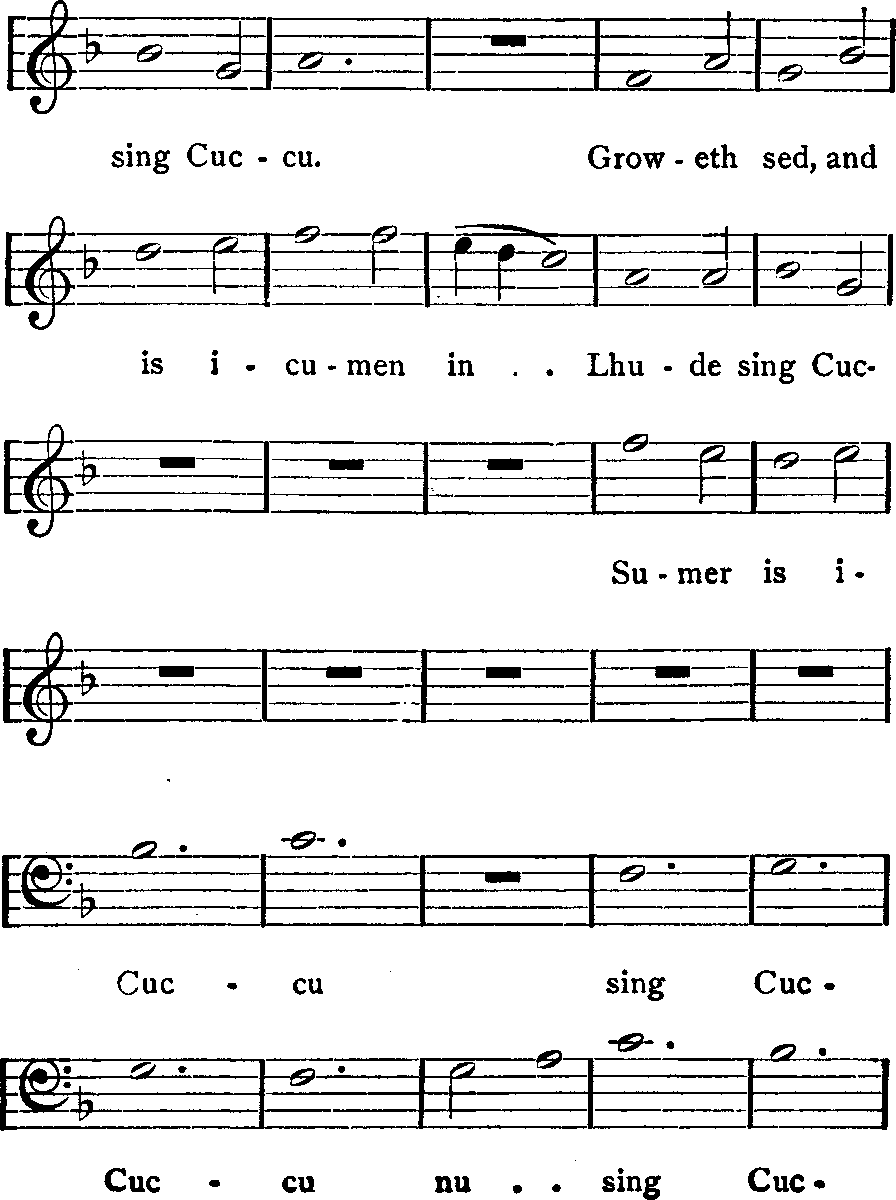 sing Cuc - cu. Grow - eth sed, and
is i - cu - men in . . Lhu - de sing Cuc-
Su - mer is i -
Cuc - cu sing Cuc -
Cuc - cu nu . . sing Cuc -